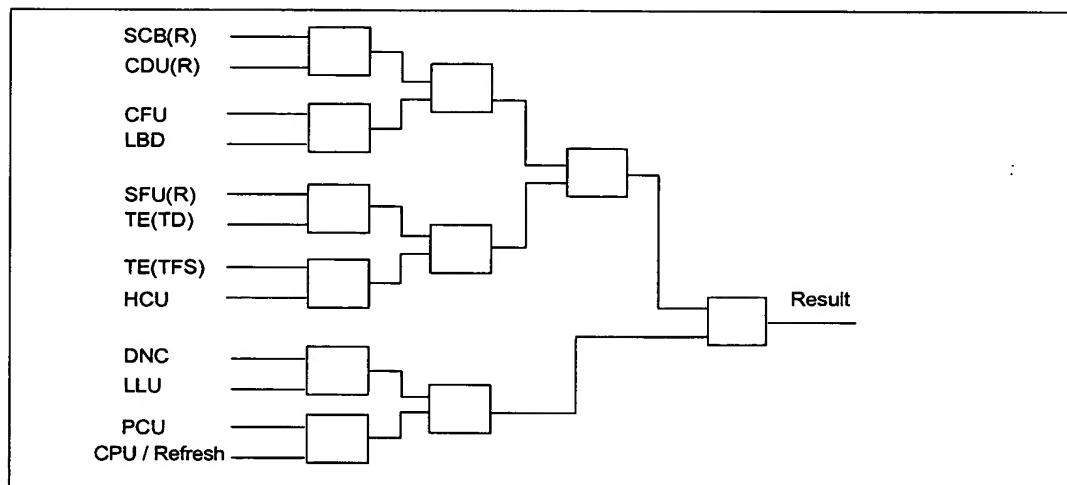 SCB(R)
CDU(R)
CFU
LBD
SFU(R)
TE(TD)
TE(TFS)
HCU
Result
DNC
LLU
PCU
CPU / Refresh